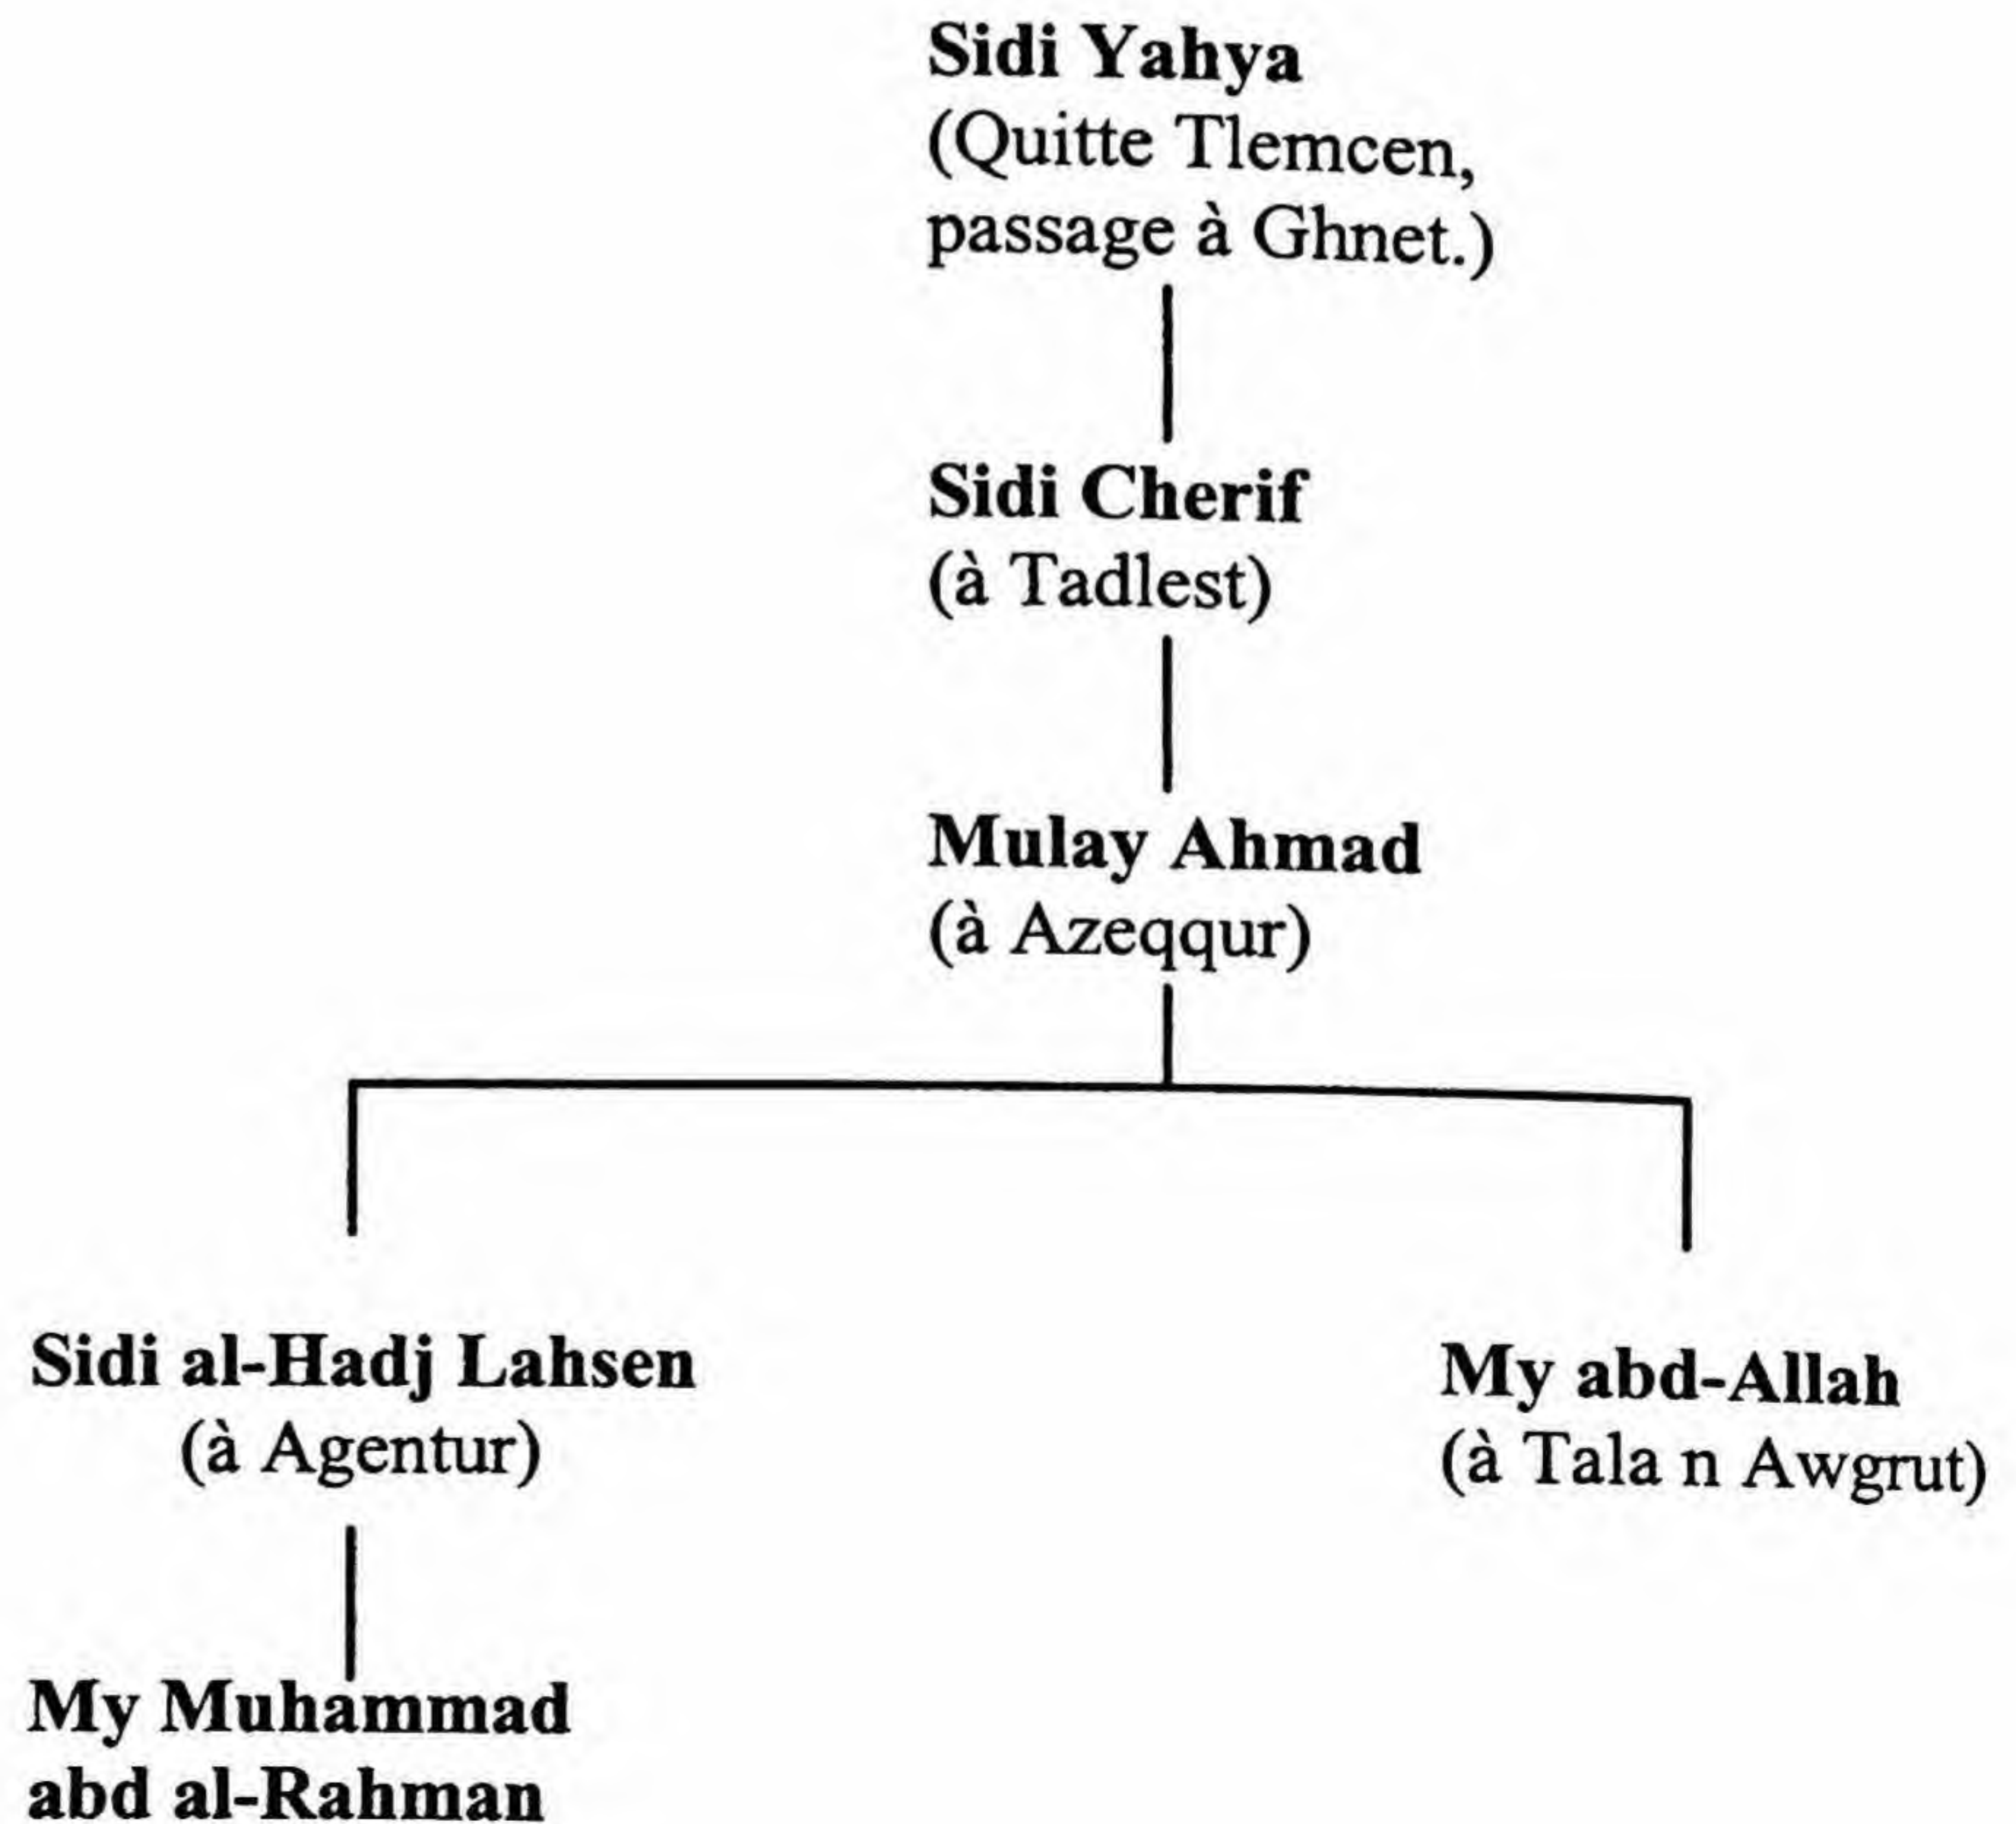 Sidi Yahya
(Quitte Tlemcen,
passage à Ghnet.)
Sidi Cherif
(à Tadlest)
Mulay Ahmad
(à Azeqqur)
Sidi al-Hadj Lahsen
(à Agentur)
My abd-Allah
(à Tala n Awgrut)
My Muhammad
abd al-Rahman